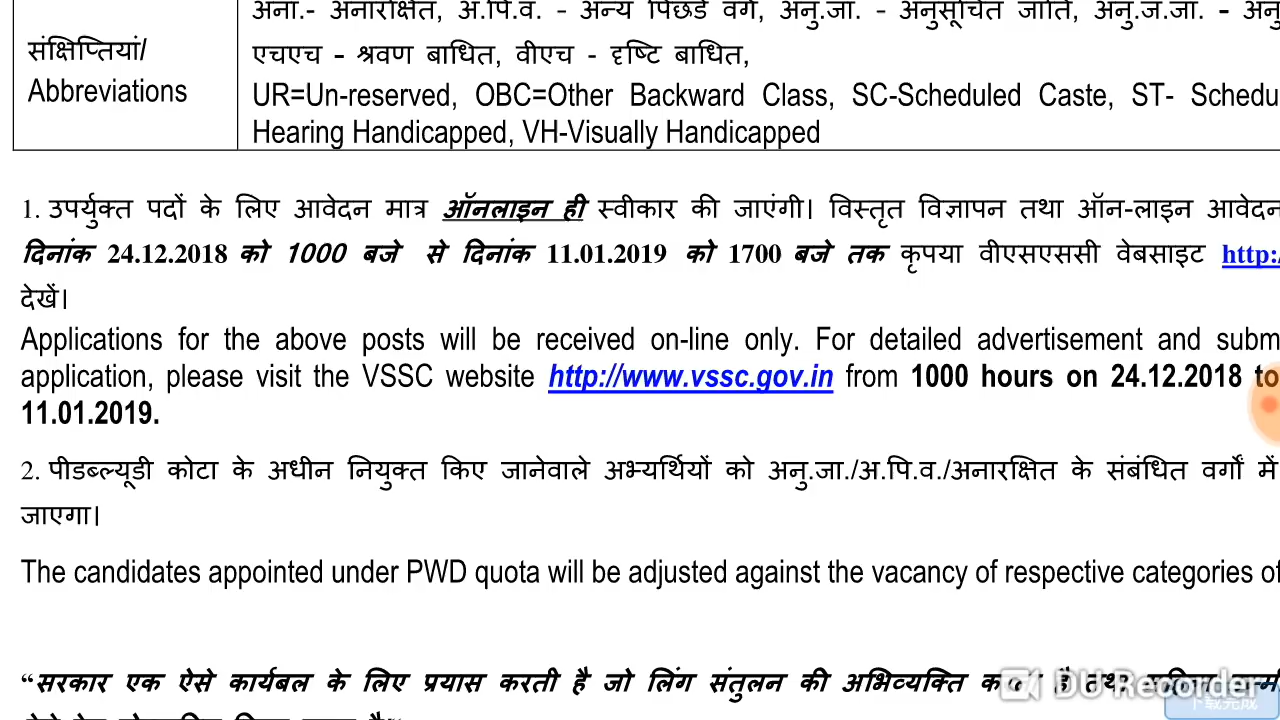 संक्षिप्तियां/
Abbreviations
अना.- अनारक्षित, अ.पि.व. – अन्य पिछडे वर्ग, अनु.जा. – अनुसूचित जाति, अनु.ज.जा. – अनु
एचएच – श्रवण बाधित, वीएच - दृष्टि बाधित,
UR=Un-reserved, OBC=Other Backward Class, SC-Scheduled Caste, ST- Schedu
Hearing Handicapped, VH-Visually Handicapped
1. उपर्युक्त पदों के लिए आवेदन मात्र ऑनलाइन ही स्वीकार की जाएंगी। विस्तृत विज्ञापन तथा ऑन-लाइन आवेदन
दिनांक 24.12.2018 को 1000 बजे से दिनांक 11.01.2019 को 1700 बजे तक कृपया वीएसएससी वेबसाइट http:/
देखें।
Applications for the above posts will be received on-line only. For detailed advertisement and subm
application, please visit the VSSC website http://www.vssc.gov.in from 1000 hours on 24.12.2018 to
11.01.2019.
2. पीडब्ल्यूडी कोटा के अधीन नियुक्त किए जानेवाले अभ्यर्थियों को अनु.जा./अ.पि.व./अनारक्षित के संबंधित वर्गों में
जाएगा।
The candidates appointed under PWD quota will be adjusted against the vacancy of respective categories of
“सरकार एक ऐसे कार्यबल के लिए प्रयास करती है जो लिंग संतुलन की अभिव्यक्ति है तथा
DU Recorder
下载完成